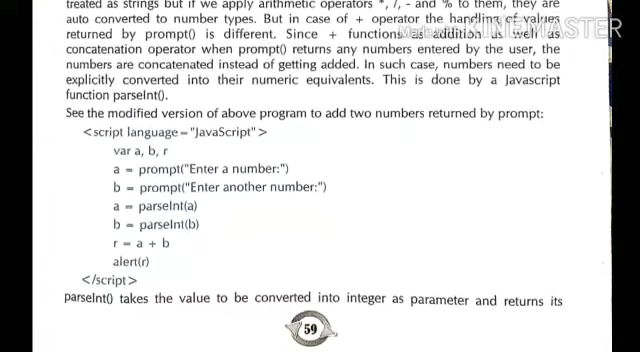 treated as strings but if we apply arithmetic operators *, /, - and % to them, they are
auto converted to number types. But in case of + operator the handling of values
returned by prompt() is different. Since + functions as addition as well as
KINEMASTER
concatenation operator when prompt() returns any numbers entered by the user, the
numbers are concatenated instead of getting added. In such case, numbers need to be
explicitly converted into their numeric equivalents. This is done by a Javascript
function parseInt().
See the modified version of above program to add two numbers returned by prompt:
<script language="JavaScript">
var a, b, r
a = prompt("Enter a number:")
b = prompt("Enter another number:")
a = parseInt(a)
b = parseInt(b)
r = a + b
alert(r)
</script>
parseInt() takes the value to be converted into integer as parameter and returns its
59